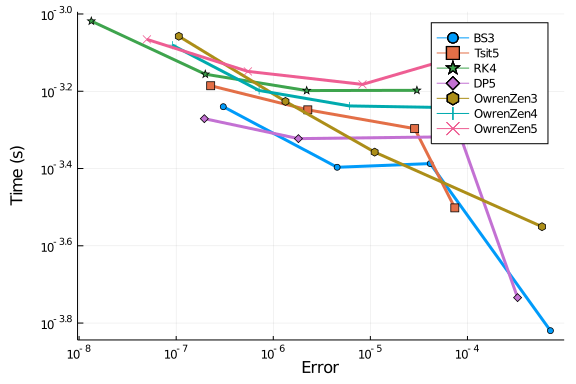 10^-3.0
10^-3.2
10^-3.4
10^-3.6
10^-3.8
Time (s)
BS3
Tsit5
RK4
DP5
OwrenZen3
OwrenZen4
OwrenZen5
10^-8 10^-7 10^-6 10^-5 10^-4
Error